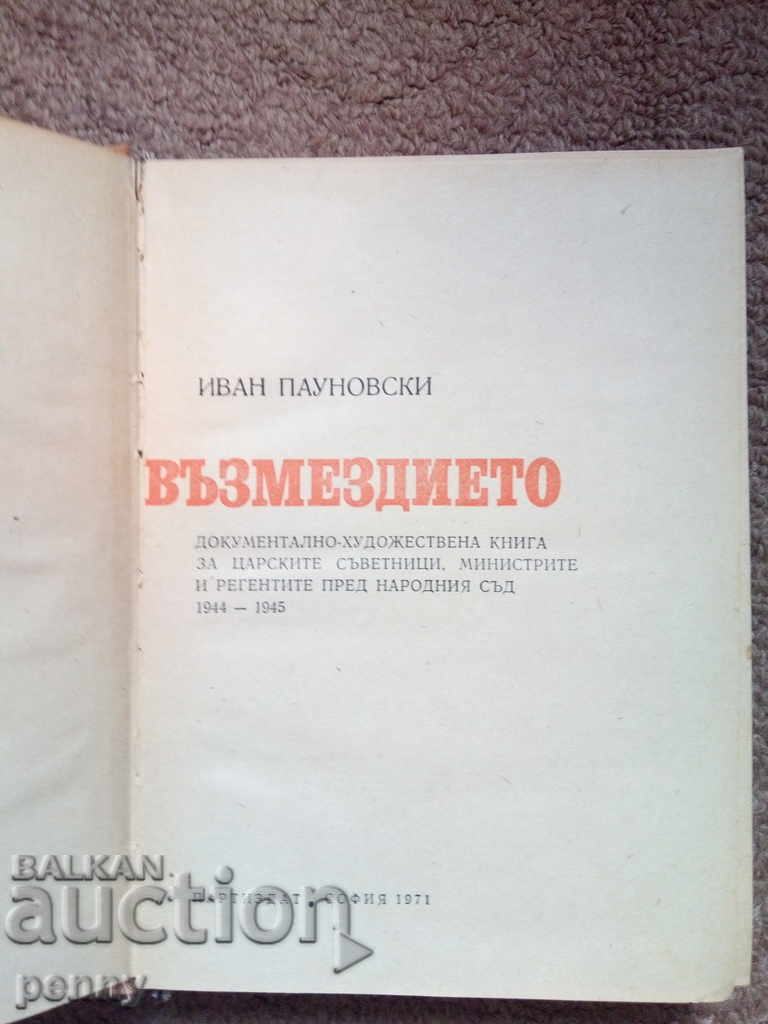 ИВАН ПАУНОВСКИ
ВЪЗМЕЗДИЕТО
ДОКУМЕНТАЛНО-ХУДОЖЕСТВЕНА КНИГА
ЗА ЦАРСКИТЕ СЪВЕТНИЦИ, МИНИСТРИТЕ
И РЕГЕНТИТЕ ПРЕД НАРОДНИЯ СЪД
1944 — 1945
ПАРТИЗДАТ • СОФИЯ 1971
BALKAN
auction
penny